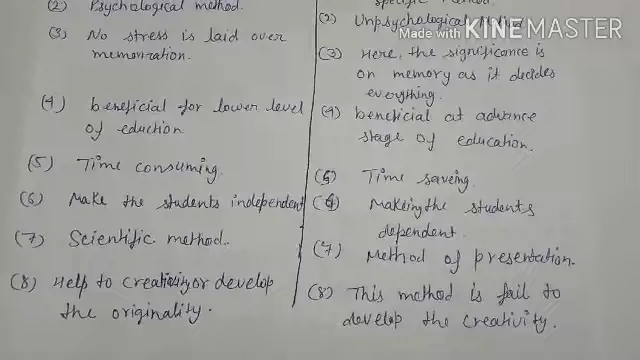 specific method.
(2) Psychological method.
(3) No stress is laid over
memorization.
(4) beneficial for lower level
of eduction
(5) Time consuming.
(6) Make the students independent
(7) Scientific method.
(8) Help to creativity or develop
the originality.
(2) Unpsychological
Made with KINEMASTER
(3) Here, the significance is
on memory as it decides
everything.
(4) beneficial at advance
stage of education.
(5) Time saving.
(6) Makeing the students
dependent.
(7) Method of presentation.
(8) This method is fail to
develop the creativity.